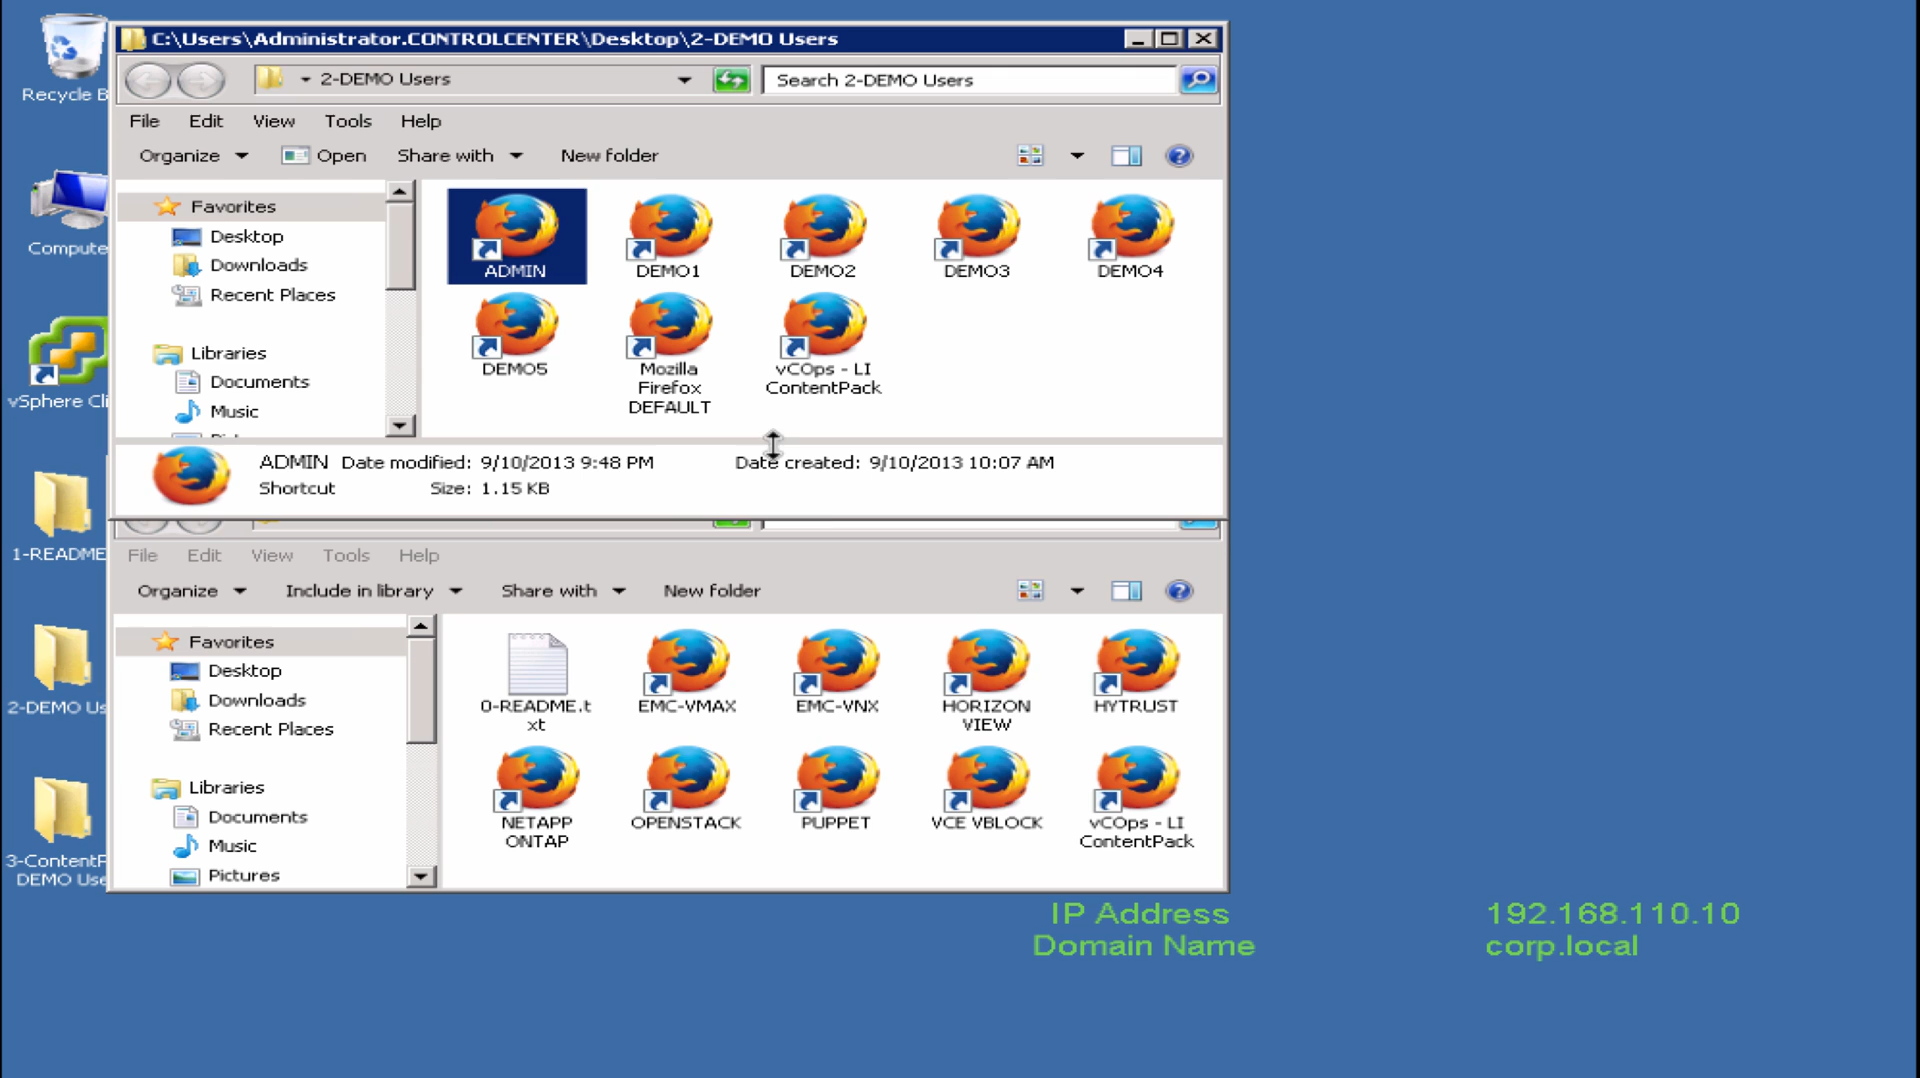 C:\Users\Administrator.CONTROLCENTER\Desktop\2-DEMO Users
2-DEMO Users
Search 2-DEMO Users
File Edit View Tools Help
Organize Open Share with New folder
Favorites
Desktop
Downloads
Recent Places
Libraries
Documents
Music
ADMIN DEMO1 DEMO2 DEMO3 DEMO4
DEMO5
Mozilla
Firefox
DEFAULT
vCOps - LI
ContentPack
ADMIN Date modified: 9/10/2013 9:48 PM Date created: 9/10/2013 10:07 AM
Shortcut Size: 1.15 KB
File Edit View Tools Help
Organize Include in library Share with New folder
Favorites
Desktop
Downloads
Recent Places
Libraries
Documents
Music
Pictures
0-README.t
xt
EMC-VMAX
EMC-VNX
HORIZON
VIEW
HYTRUST
NETAPP
ONTAP
OPENSTACK
PUPPET
VCE VBLOCK
vCOps - LI
ContentPack
Recycle B
Compute
vSphere Cli
1-README
2-DEMO Us
3-ContentP
DEMO Use
IP Address 192.168.110.10
Domain Name corp.local